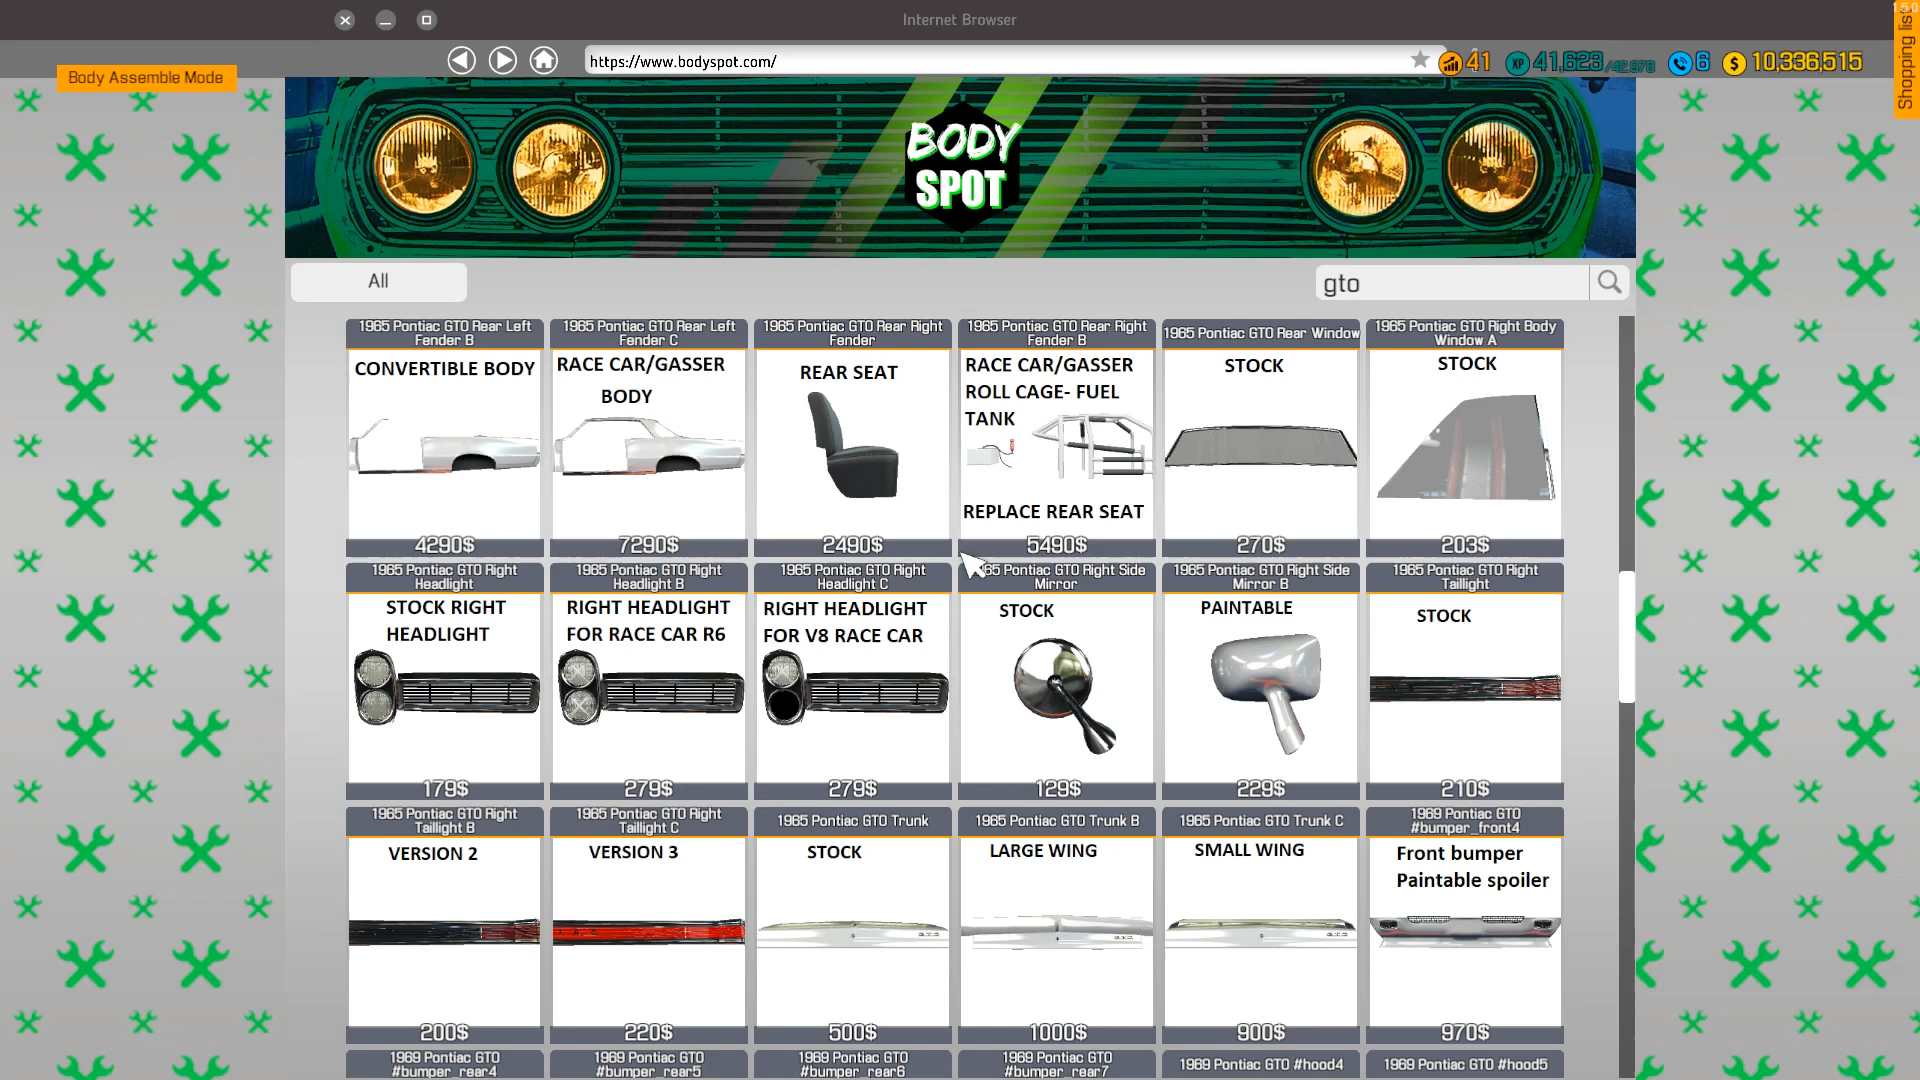 Internet Browser
1.5.0
Shopping list
https://www.bodyspot.com/
41
XP 41,623/42,978
6
$ 10,336,515
Body Assemble Mode
BODY
SPOT
All
gto
1965 Pontiac GTO Rear Left
Fender B
CONVERTIBLE BODY
4290$
1965 Pontiac GTO Rear Left
Fender C
RACE CAR/GASSER
BODY
7290$
1965 Pontiac GTO Rear Right
Fender
REAR SEAT
2490$
1965 Pontiac GTO Rear Right
Fender B
RACE CAR/GASSER
ROLL CAGE- FUEL
TANK
REPLACE REAR SEAT
5490$
1965 Pontiac GTO Rear Window
STOCK
270$
1965 Pontiac GTO Right Body
Window A
STOCK
203$
1965 Pontiac GTO Right
Headlight
STOCK RIGHT
HEADLIGHT
179$
1965 Pontiac GTO Right
Headlight B
RIGHT HEADLIGHT
FOR RACE CAR R6
279$
1965 Pontiac GTO Right
Headlight C
RIGHT HEADLIGHT
FOR V8 RACE CAR
279$
65 Pontiac GTO Right Side
Mirror
STOCK
129$
1965 Pontiac GTO Right Side
Mirror B
PAINTABLE
229$
1965 Pontiac GTO Right
Taillight
STOCK
210$
1965 Pontiac GTO Right
Taillight B
VERSION 2
200$
1965 Pontiac GTO Right
Taillight C
VERSION 3
220$
1965 Pontiac GTO Trunk
STOCK
500$
1965 Pontiac GTO Trunk B
LARGE WING
1000$
1965 Pontiac GTO Trunk C
SMALL WING
900$
1969 Pontiac GTO
#bumper_front4
Front bumper
Paintable spoiler
970$
1969 Pontiac GTO
#bumper_rear4
1969 Pontiac GTO
#bumper_rear5
1969 Pontiac GTO
#bumper_rear6
1969 Pontiac GTO
#bumper_rear7
1969 Pontiac GTO #hood4
1969 Pontiac GTO #hood5